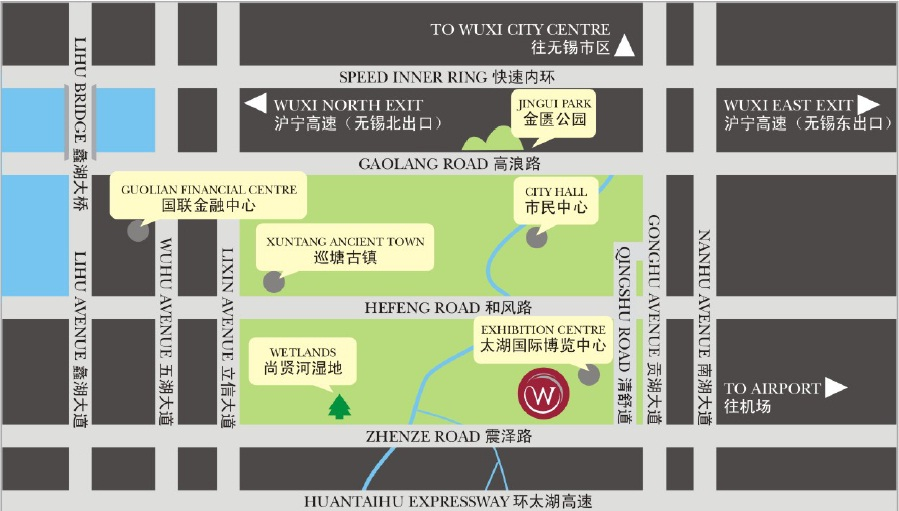 TO WUXI CITY CENTRE
往无锡市区
SPEED INNER RING 快速内环
WUXI NORTH EXIT
沪宁高速（无锡北出口）
JINGUI PARK
金匮公园
WUXI EAST EXIT
沪宁高速（无锡东出口）
LIHU BRIDGE 蠡湖大桥
GAOLANG ROAD 高浪路
GUOLIAN FINANCIAL CENTRE
国联金融中心
CITY HALL
市民中心
XUNTANG ANCIENT TOWN
巡塘古镇
LIHU AVENUE 蠡湖大道
WUHU AVENUE 五湖大道
LIXIN AVENUE 立信大道
QINGSHU ROAD 清舒道
GONGHU AVENUE 贡湖大道
NANHU AVENUE 南湖大道
HEFENG ROAD 和风路
EXHIBITION CENTRE
太湖国际博览中心
WETLANDS
尚贤河湿地
W
TO AIRPORT
往机场
ZHENZE ROAD 震泽路
HUANTAIHU EXPRESSWAY 环太湖高速